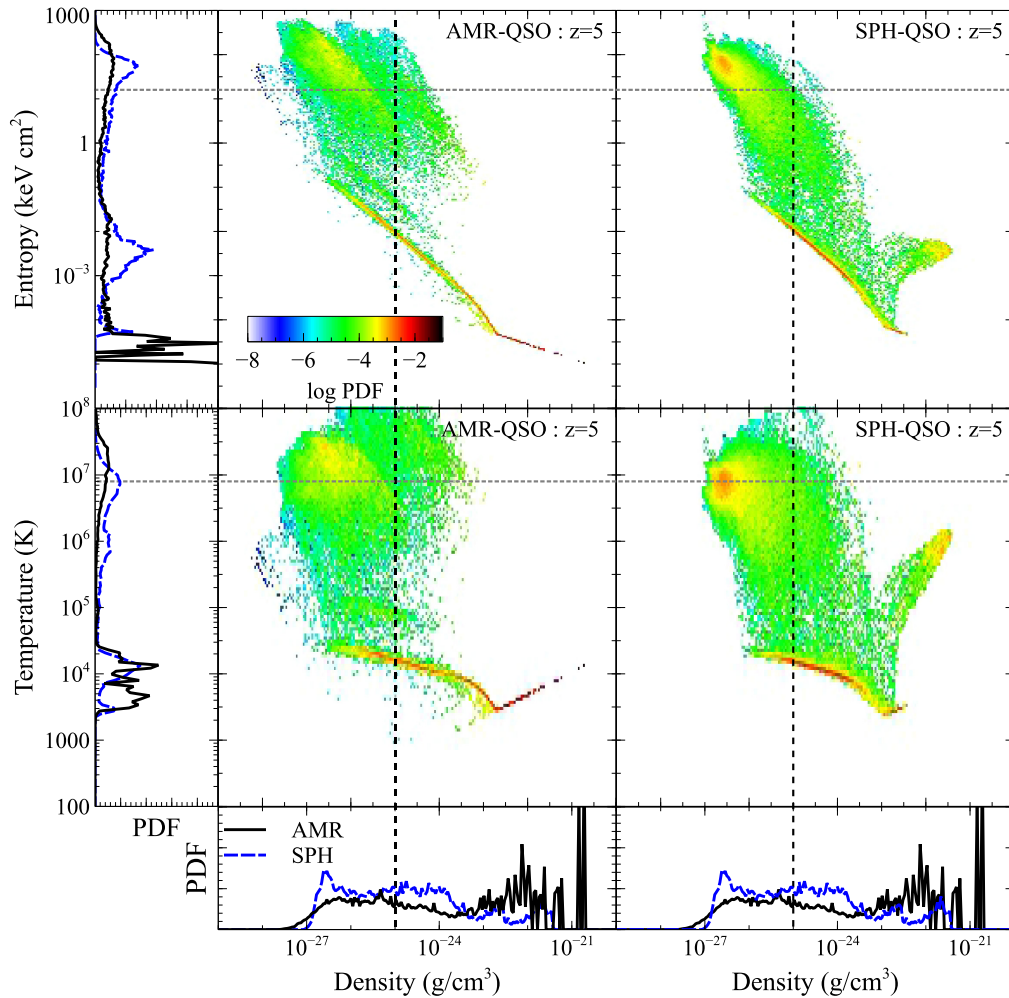 1000
1
10⁻³
Entropy (keV cm²)
AMR-QSO : z=5
SPH-QSO : z=5
−8 −6 −4 −2
log PDF
10⁸
10⁷
10⁶
10⁵
10⁴
1000
100
Temperature (K)
AMR-QSO : z=5
SPH-QSO : z=5
PDF
PDF
AMR
SPH
10⁻²⁷ 10⁻²⁴ 10⁻²¹ 10⁻²⁷ 10⁻²⁴ 10⁻²¹
Density (g/cm³) Density (g/cm³)